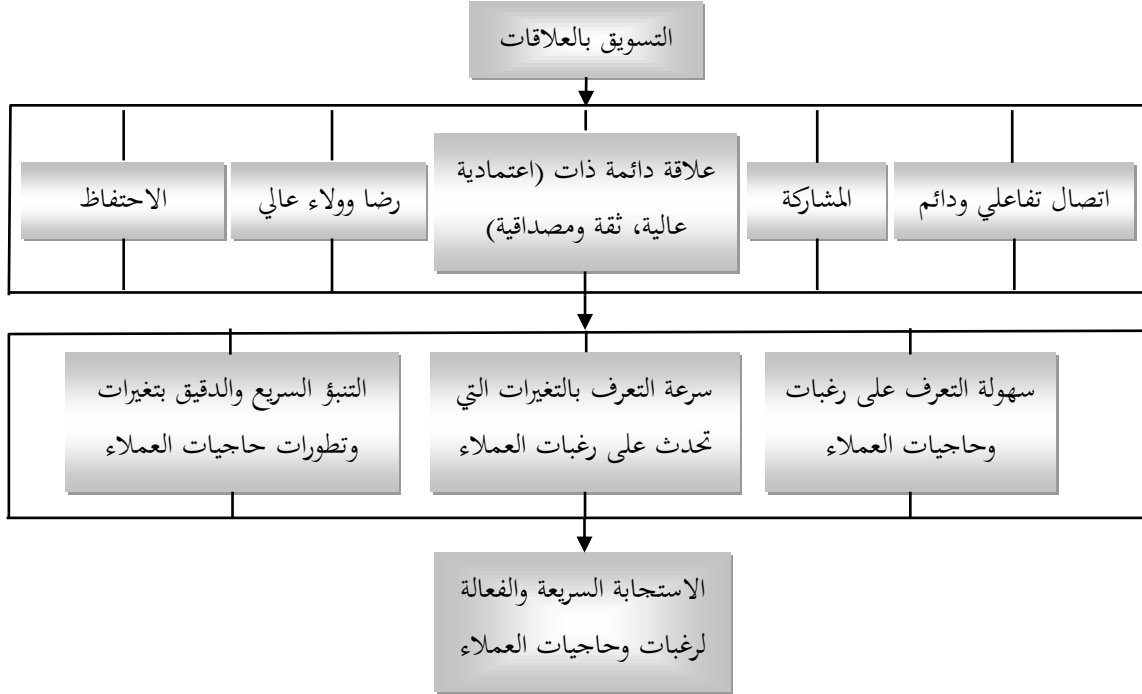 التسويق بالعلاقات
اتصال تفاعلي ودائم
المشاركة
علاقة دائمة ذات (اعتمادية
عالية، ثقة ومصداقية)
رضا وولاء عالي
الاحتفاظ
سهولة التعرف على رغبات
وحاجيات العملاء
سرعة التعرف بالتغيرات التي
تحدث على رغبات العملاء
التنبؤ السريع والدقيق بتغيرات
وتطورات حاجيات العملاء
الاستجابة السريعة والفعالة
لرغبات وحاجيات العملاء